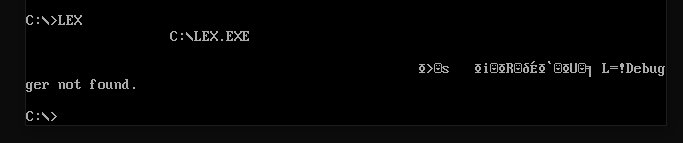 C:\>LEX
C:\LEX.EXE
L=!Debug
ger not found.
C:\>